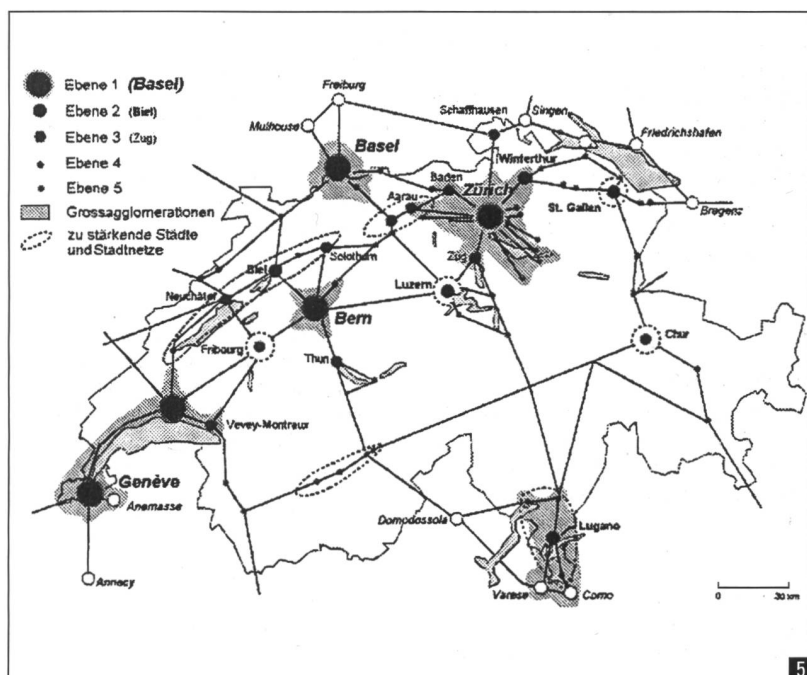 Ebene 1 (Basel)
Ebene 2 (Biel)
Ebene 3 (Zug)
Ebene 4
Ebene 5
Grossagglomerationen
zu stärkende Städte
und Stadtnetze
Freiburg
Mulhouse
Schaffhausen
Singen
Friedrichshafen
Basel
Winterthur
Baden
Zürich
Aarau
St. Gallen
Bregenz
Solothurn
Zug
Biel
Luzern
Neuchâtel
Bern
Fribourg
Chur
Thun
Vevey-Montreux
Genève
Annemasse
Domodossola
Lugano
Annecy
Varese
Como
0 30 km
5